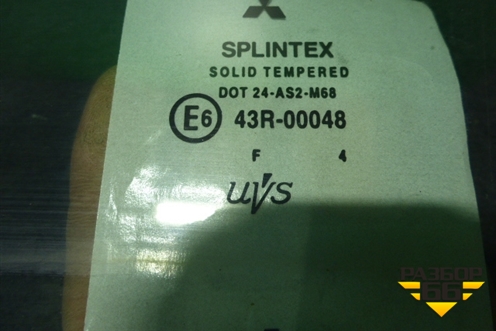 SPLINTEX
SOLID TEMPERED
DOT 24-AS2-M68
E6 43R-00048
F 4
uVs
РАЗБОР
66